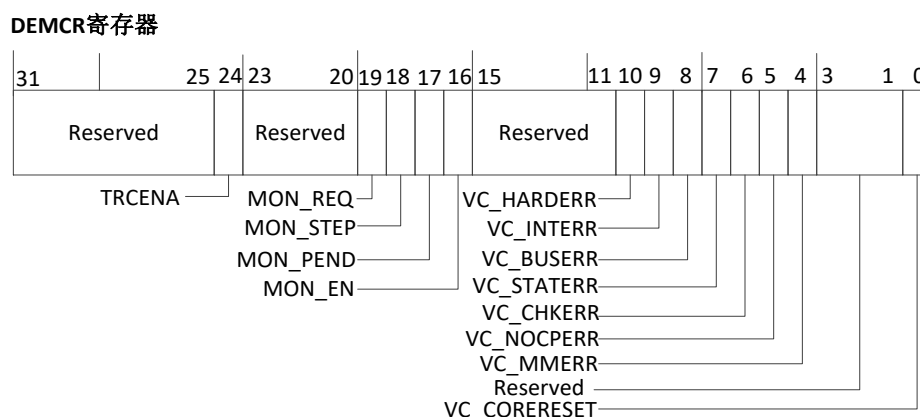 DEMCR寄存器
31 25 24 23 20 19 18 17 16 15 11 10 9 8 7 6 5 4 3 1 0
Reserved Reserved Reserved
TRCENA MON_REQ VC_HARDERR
MON_STEP VC_INTERR
MON_PEND VC_BUSERR
MON_EN VC_STATERR
VC_CHKERR
VC_NOCPERR
VC_MMERR
Reserved
VC_CORERESET